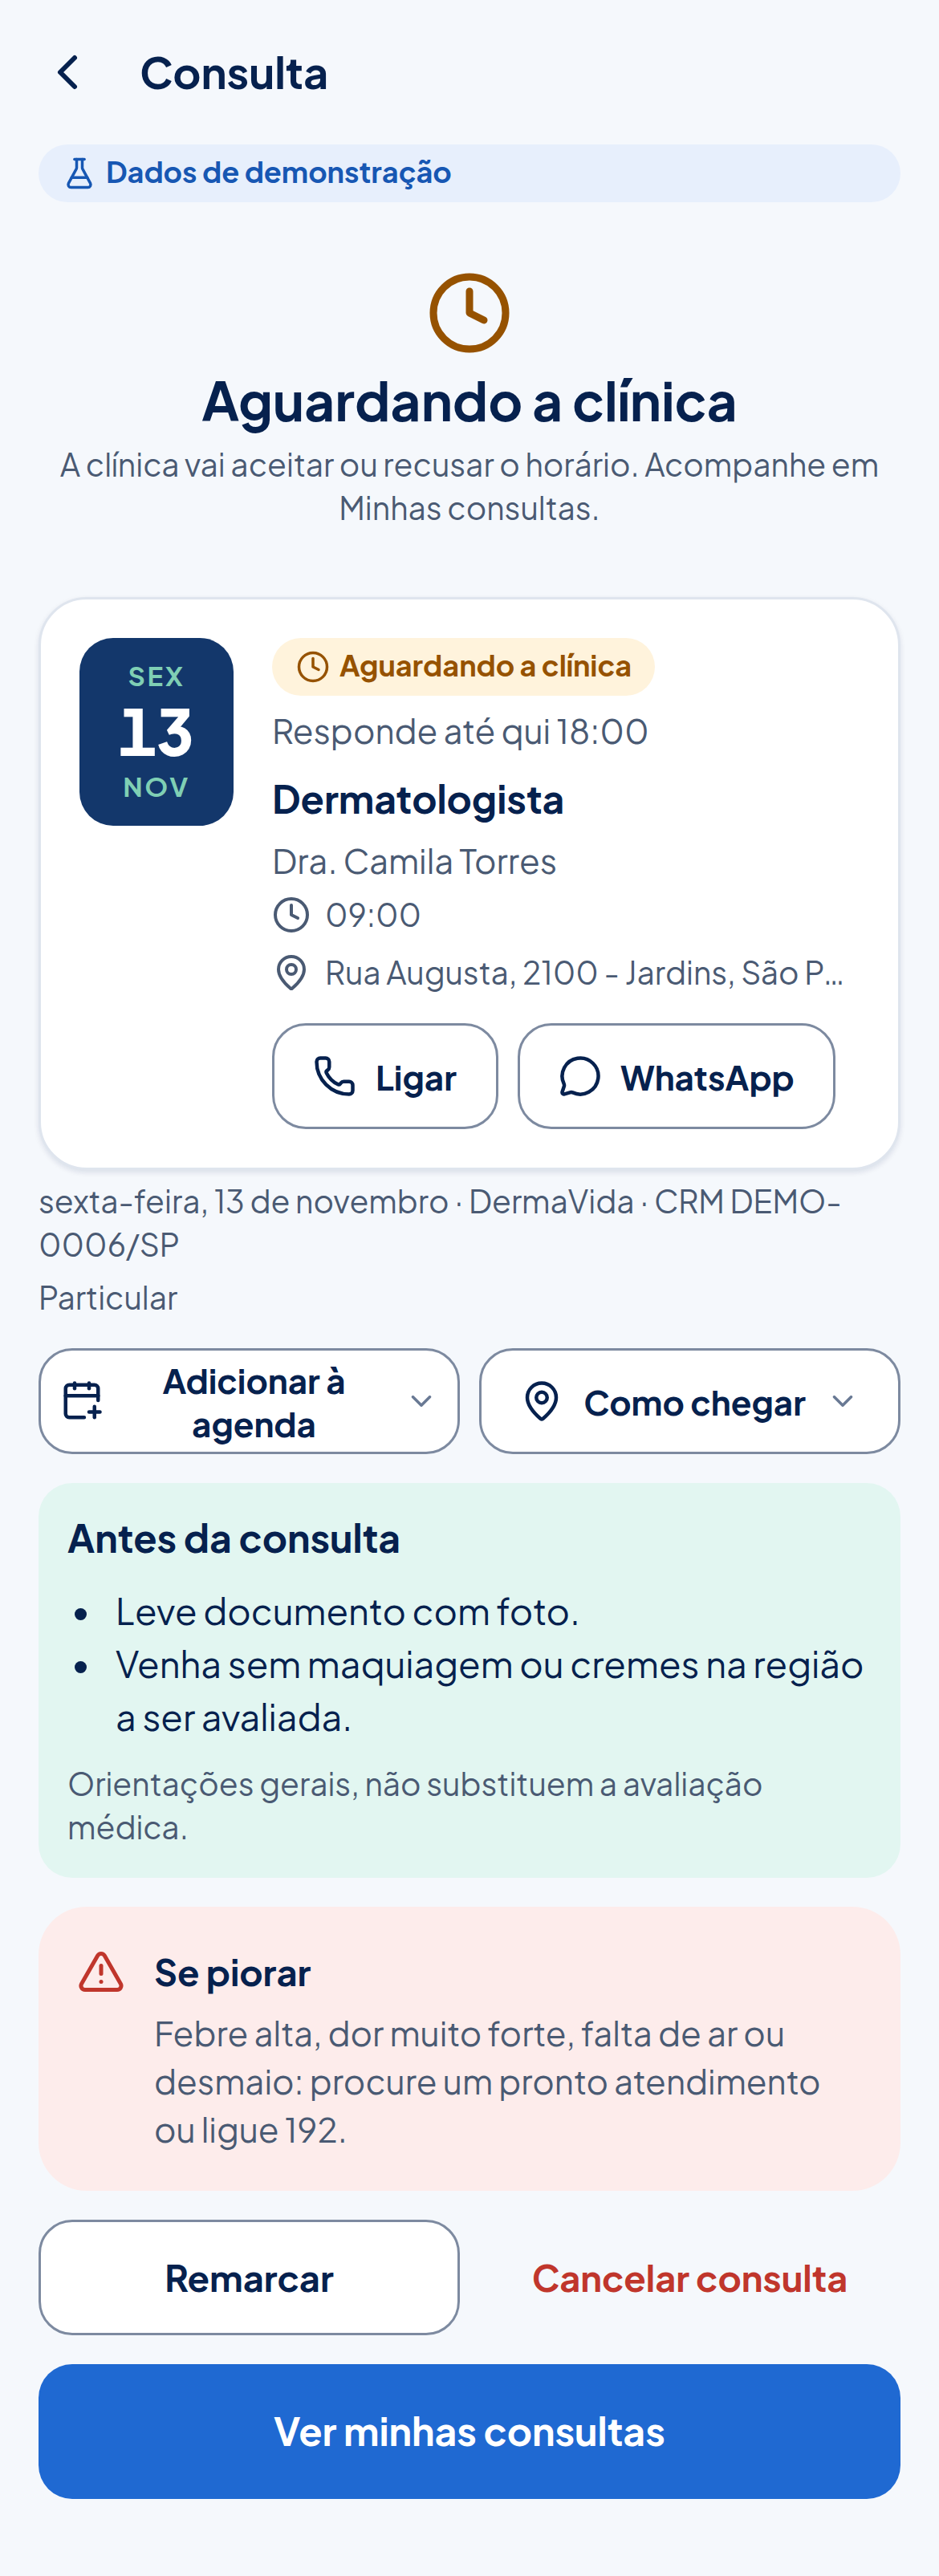 Consulta
Dados de demonstração
Aguardando a clínica
A clínica vai aceitar ou recusar o horário. Acompanhe em
Minhas consultas.
SEX
13
NOV
Aguardando a clínica
Responde até qui 18:00
Dermatologista
Dra. Camila Torres
09:00
Rua Augusta, 2100 - Jardins, São P...
Ligar
WhatsApp
sexta-feira, 13 de novembro · DermaVida · CRM DEMO-
0006/SP
Particular
Adicionar à
agenda
Como chegar
Antes da consulta
• Leve documento com foto.
• Venha sem maquiagem ou cremes na região
a ser avaliada.
Orientações gerais, não substituem a avaliação
médica.
Se piorar
Febre alta, dor muito forte, falta de ar ou
desmaio: procure um pronto atendimento
ou ligue 192.
Remarcar
Cancelar consulta
Ver minhas consultas